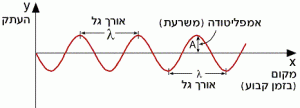 y
העתק
אורך גל
λ
אמפליטודה (משרעת)
A
x
מקום
(בזמן קבוע)
λ
אורך גל